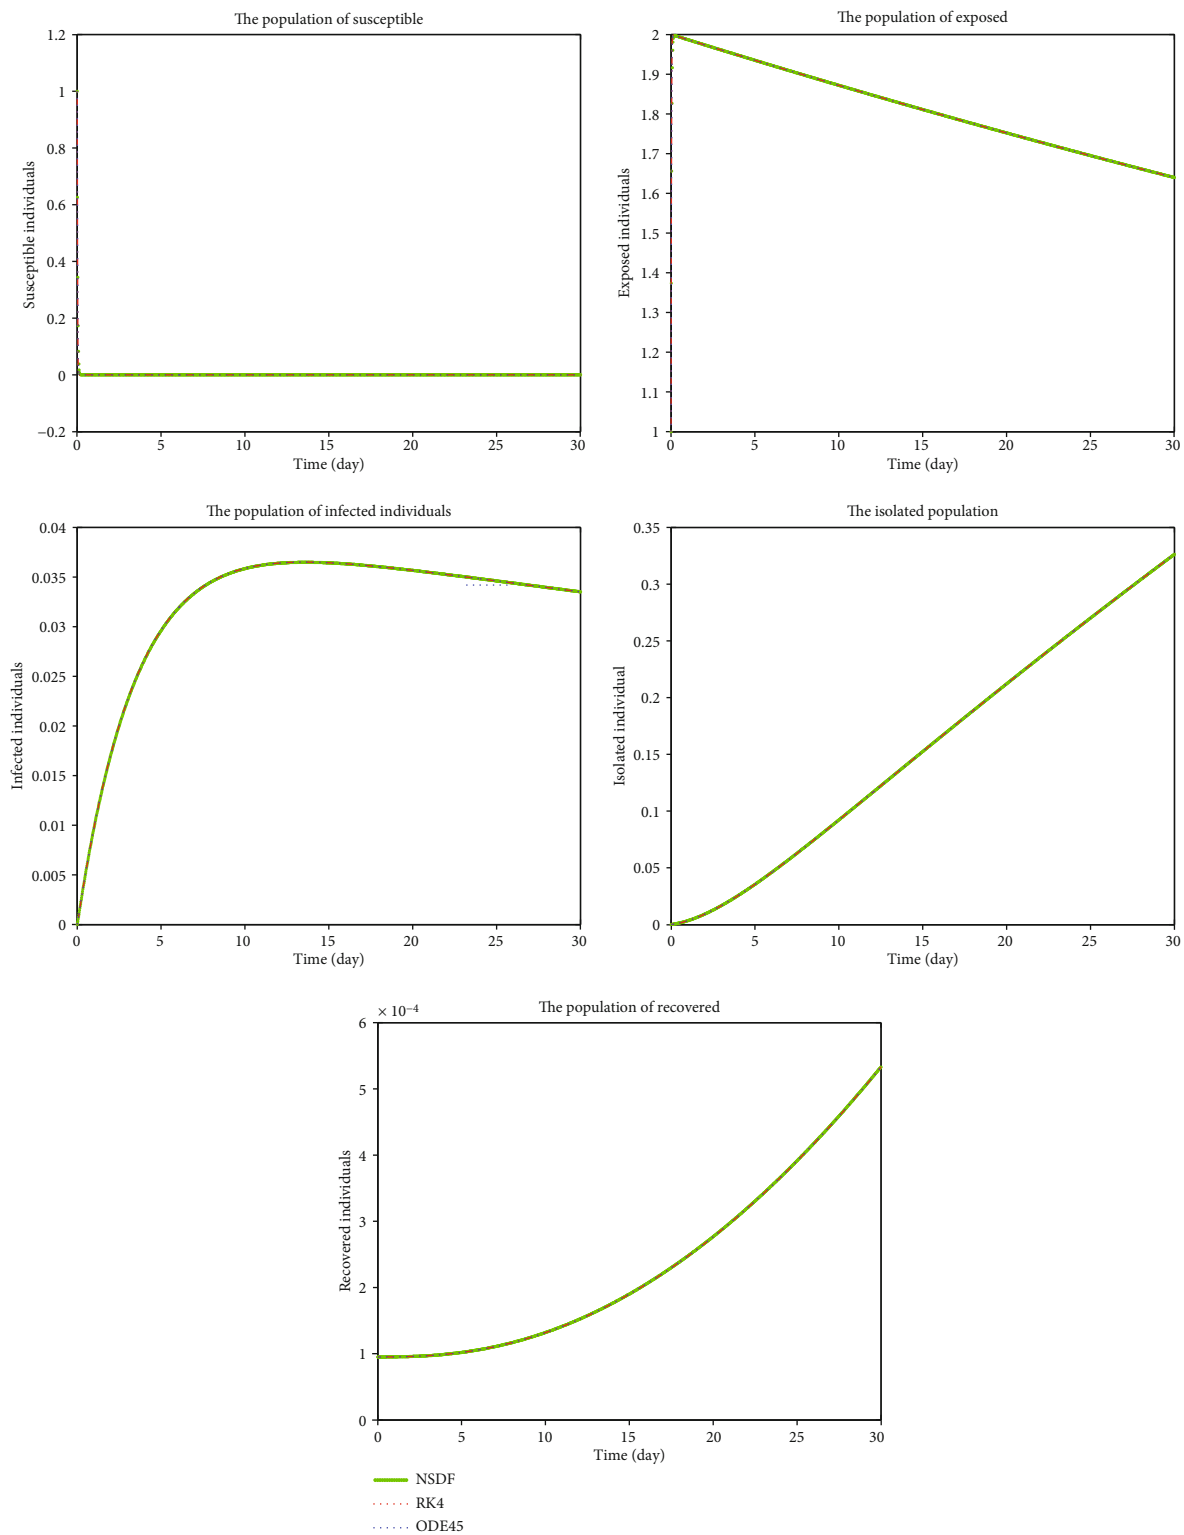 The population of susceptible
1.2
1
0.8
0.6
0.4
0.2
0
−0.2
Susceptible individuals
0 5 10 15 20 25 30
Time (day)
The population of exposed
2
1.9
1.8
1.7
1.6
1.5
1.4
1.3
1.2
1.1
1
Exposed individuals
0 5 10 15 20 25 30
Time (day)
The population of infected individuals
0.04
0.035
0.03
0.025
0.02
0.015
0.01
0.005
0
Infected individuals
0 5 10 15 20 25 30
Time (day)
The isolated population
0.35
0.3
0.25
0.2
0.15
0.1
0.05
0
Isolated individual
0 5 10 15 20 25 30
Time (day)
The population of recovered
× 10⁻⁴
6
5
4
3
2
1
0
Recovered individuals
0 5 10 15 20 25 30
Time (day)
NSDF
RK4
ODE45